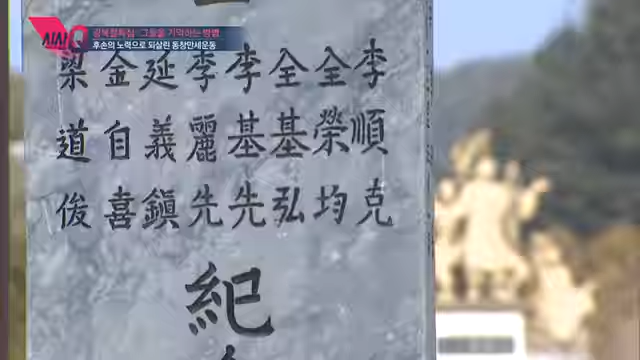 시사Q
광복절특집 : 그들을 기억하는 방법
후손의 노력으로 되살린 동창만세운동
李順克
全榮均
全基弘
李基先
李麗先
延義鎭
金自喜
梁道俊
紀